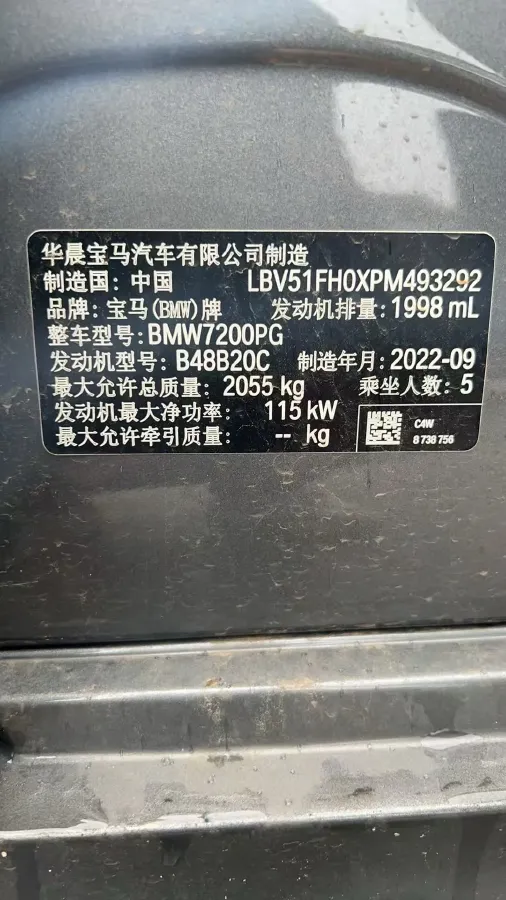 华晨宝马汽车有限公司制造
制造国: 中国 LBV51FH0XPM493292
品牌: 宝马(BMW)牌 发动机排量: 1998 mL
整车型号: BMW7200PG
发动机型号: B48B20C 制造年月: 2022-09
最大允许总质量: 2055 kg 乘坐人数: 5
发动机最大净功率: 115 kW
最大允许牵引质量: -- kg
C4W
8 738 756